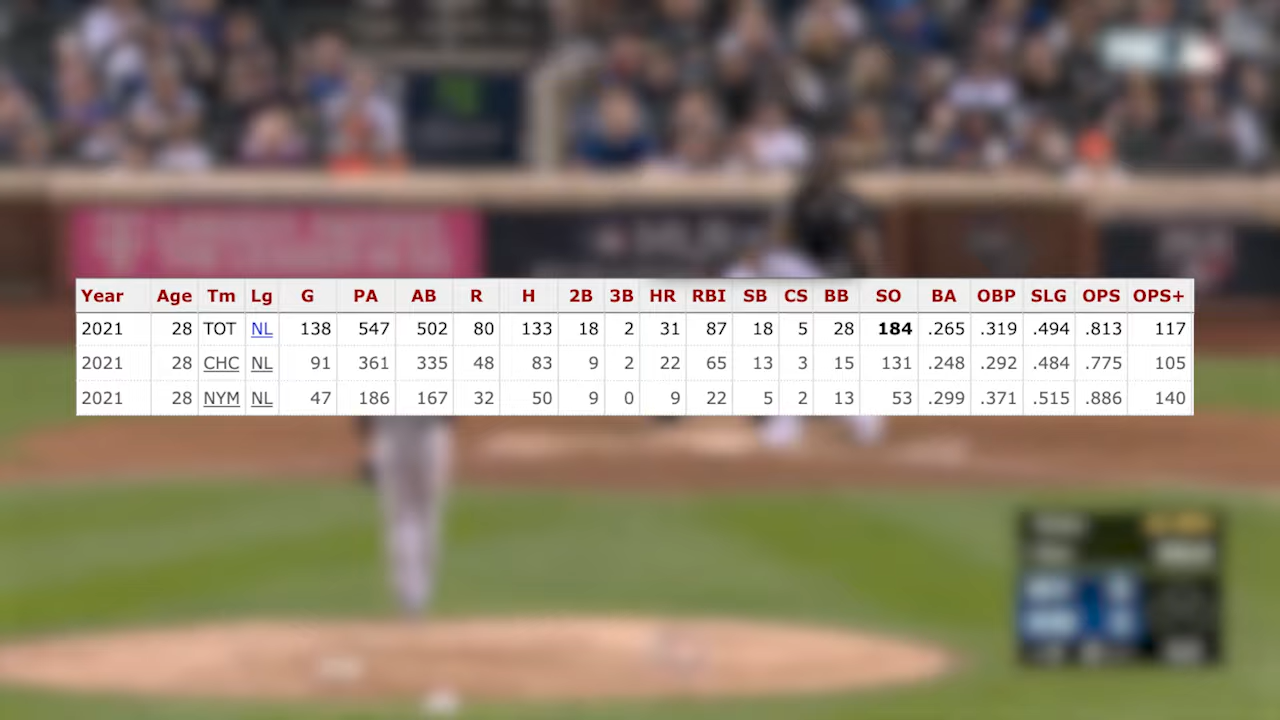 Year Age Tm Lg G PA AB R H 2B 3B HR RBI SB CS BB SO BA OBP SLG OPS OPS+
2021 28 TOT NL 138 547 502 80 133 18 2 31 87 18 5 28 184 .265 .319 .494 .813 117
2021 28 CHC NL 91 361 335 48 83 9 2 22 65 13 3 15 131 .248 .292 .484 .775 105
2021 28 NYM NL 47 186 167 32 50 9 0 9 22 5 2 13 53 .299 .371 .515 .886 140